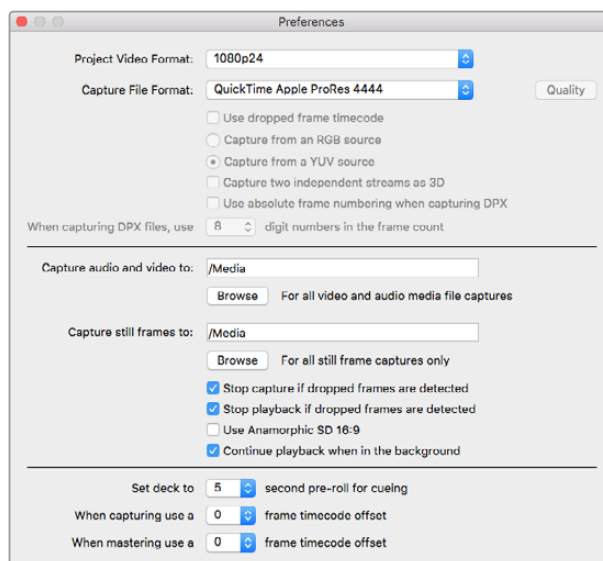 Preferences
Project Video Format: 1080p24
Capture File Format: QuickTime Apple ProRes 4444 Quality
Use dropped frame timecode
Capture from an RGB source
Capture from a YUV source
Capture two independent streams as 3D
Use absolute frame numbering when capturing DPX
When capturing DPX files, use 8 digit numbers in the frame count
Capture audio and video to: /Media
Browse For all video and audio media file captures
Capture still frames to: /Media
Browse For all still frame captures only
Stop capture if dropped frames are detected
Stop playback if dropped frames are detected
Use Anamorphic SD 16:9
Continue playback when in the background
Set deck to 5 second pre-roll for cueing
When capturing use a 0 frame timecode offset
When mastering use a 0 frame timecode offset